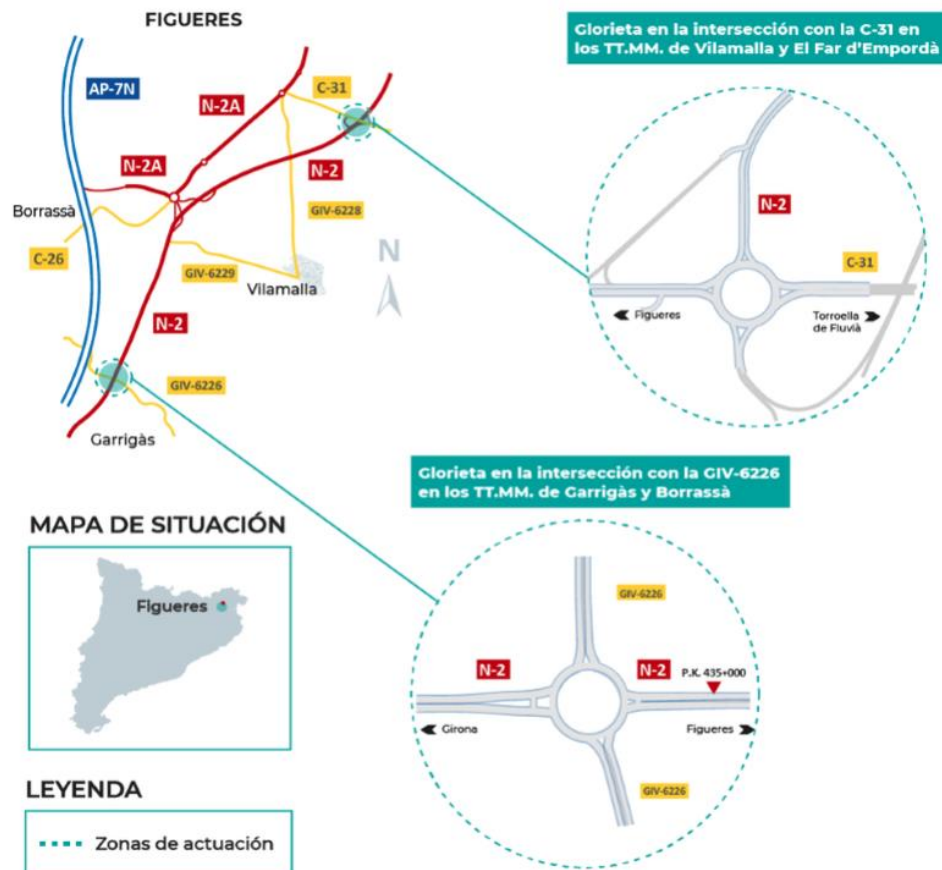 FIGUERES
AP-7N
N-2A
C-31
N-2A
N-2
Borrassà
GIV-6228
C-26
GIV-6229
Vilamalla
N
N-2
GIV-6226
Garrigàs
Glorieta en la intersección con la C-31 en
los TT.MM. de Vilamalla y El Far d'Empordà
N-2
C-31
Figueres
Torroella
de Fluvià
Glorieta en la intersección con la GIV-6226
en los TT.MM. de Garrigàs y Borrassà
GIV-6226
N-2
N-2
P.K. 435+000
Girona
Figueres
GIV-6226
MAPA DE SITUACIÓN
Figueres
LEYENDA
Zonas de actuación